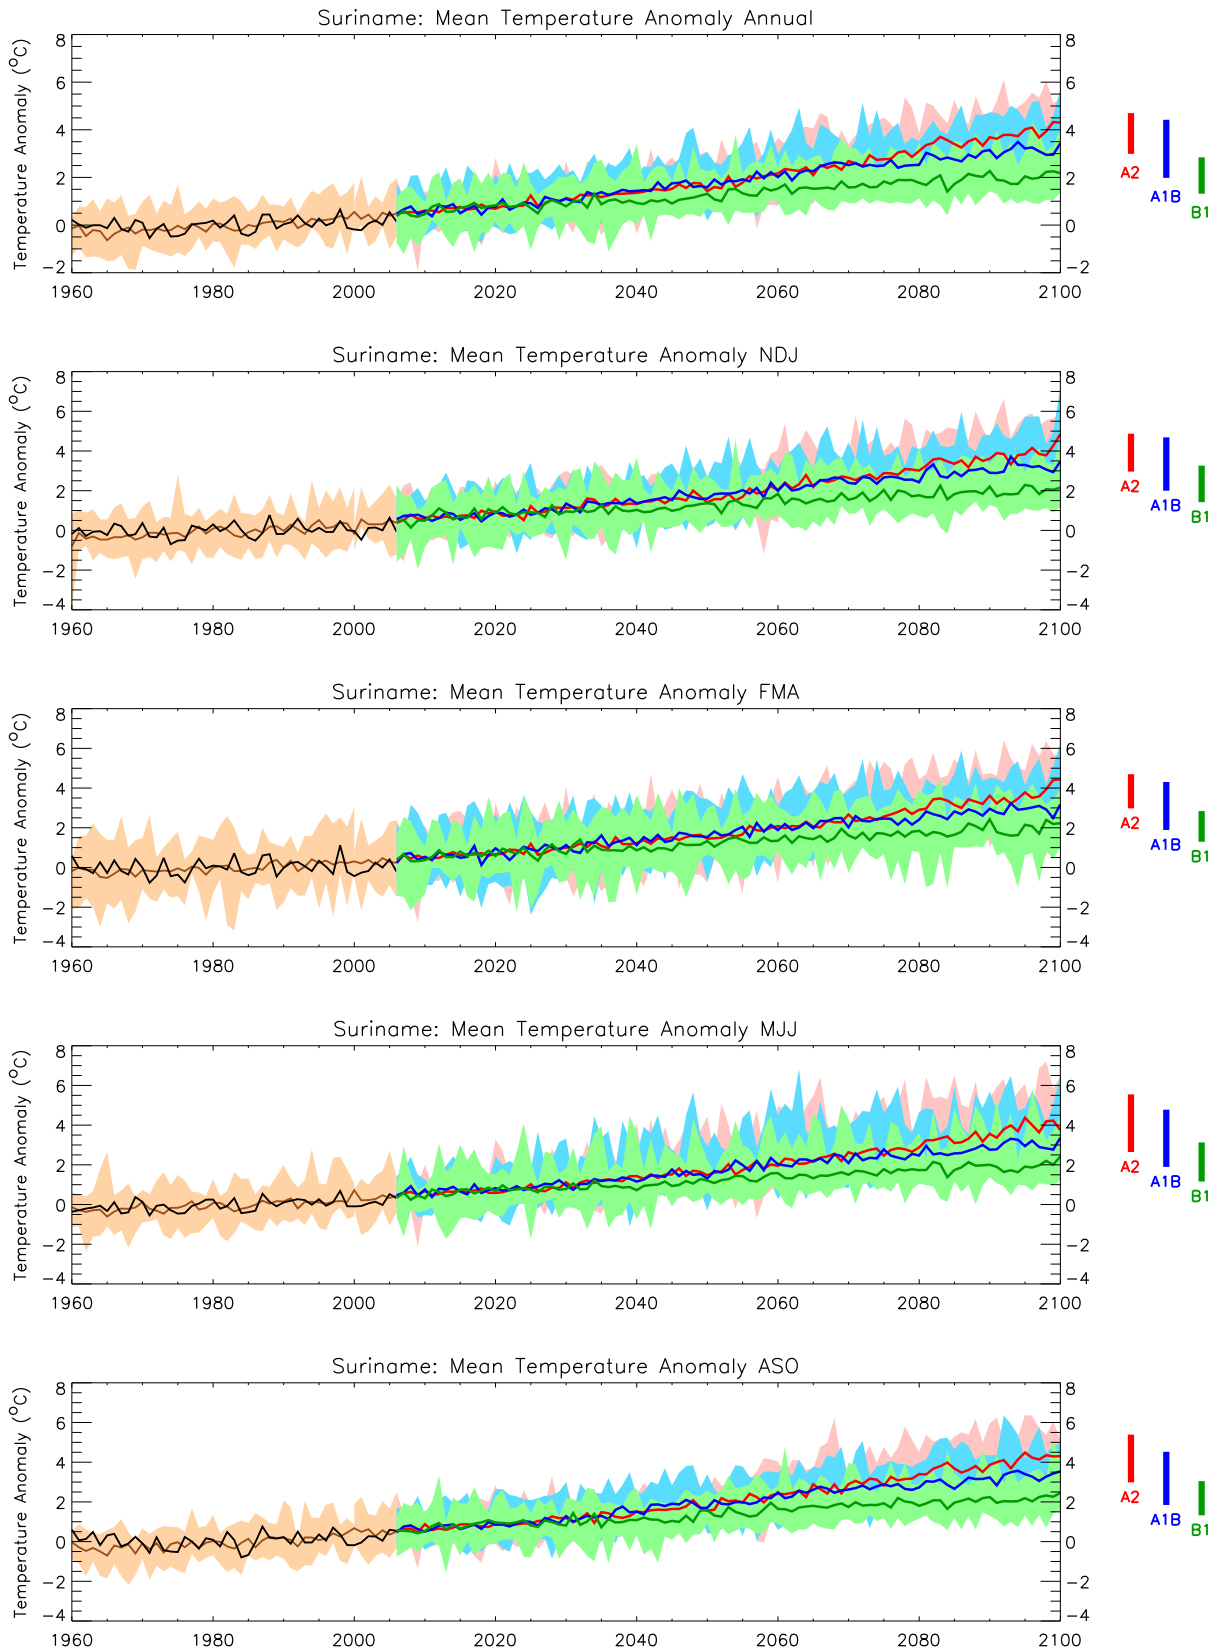 Suriname: Mean Temperature Anomaly Annual
Temperature Anomaly (°C)
8 8
6 6
4 4
2 2
0 0
−2 −2
1960 1980 2000 2020 2040 2060 2080 2100
A2
A1B
B1
Suriname: Mean Temperature Anomaly NDJ
Temperature Anomaly (°C)
8 8
6 6
4 4
2 2
0 0
−2 −2
−4 −4
1960 1980 2000 2020 2040 2060 2080 2100
A2
A1B
B1
Suriname: Mean Temperature Anomaly FMA
Temperature Anomaly (°C)
8 8
6 6
4 4
2 2
0 0
−2 −2
−4 −4
1960 1980 2000 2020 2040 2060 2080 2100
A2
A1B
B1
Suriname: Mean Temperature Anomaly MJJ
Temperature Anomaly (°C)
8 8
6 6
4 4
2 2
0 0
−2 −2
−4 −4
1960 1980 2000 2020 2040 2060 2080 2100
A2
A1B
B1
Suriname: Mean Temperature Anomaly ASO
Temperature Anomaly (°C)
8 8
6 6
4 4
2 2
0 0
−2 −2
−4 −4
1960 1980 2000 2020 2040 2060 2080 2100
A2
A1B
B1